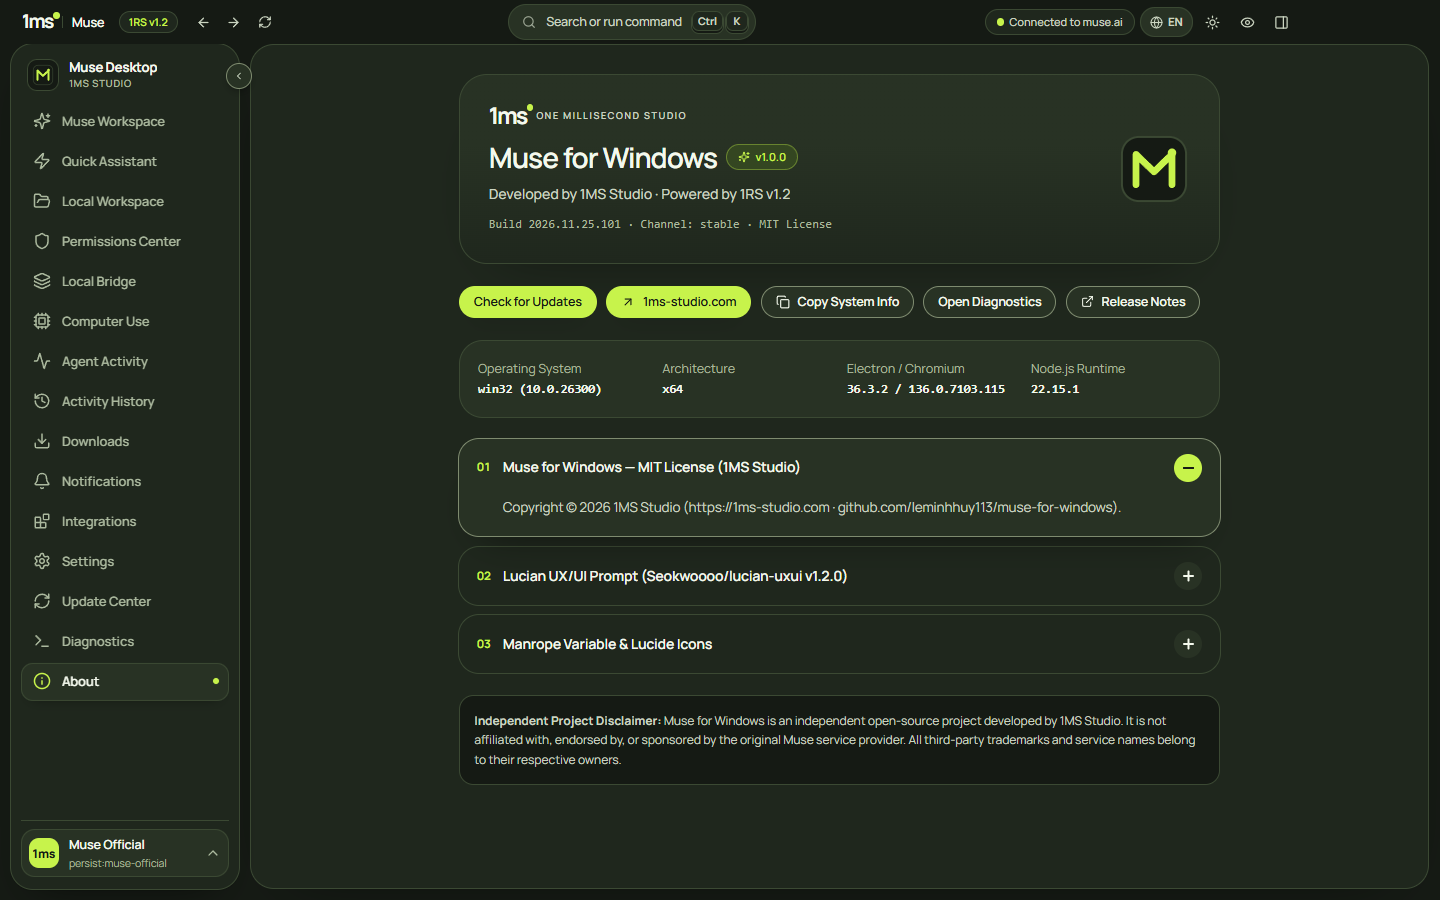 1ms Muse 1RS v1.2
Search or run command Ctrl K
Connected to muse.ai
EN
Muse Desktop
1MS STUDIO
Muse Workspace
Quick Assistant
Local Workspace
Permissions Center
Local Bridge
Computer Use
Agent Activity
Activity History
Downloads
Notifications
Integrations
Settings
Update Center
Diagnostics
About
1ms
Muse Official
persist:muse-official
1ms ONE MILLISECOND STUDIO
Muse for Windows v1.0.0
Developed by 1MS Studio · Powered by 1RS v1.2
Build 2026.11.25.101 · Channel: stable · MIT License
M
Check for Updates
1ms-studio.com
Copy System Info
Open Diagnostics
Release Notes
Operating System
win32 (10.0.26300)
Architecture
x64
Electron / Chromium
36.3.2 / 136.0.7103.115
Node.js Runtime
22.15.1
01 Muse for Windows — MIT License (1MS Studio)
Copyright © 2026 1MS Studio (https://1ms-studio.com · github.com/leminhhuy113/muse-for-windows).
02 Lucian UX/UI Prompt (Seokwoooo/lucian-uxui v1.2.0)
03 Manrope Variable & Lucide Icons
Independent Project Disclaimer: Muse for Windows is an independent open-source project developed by 1MS Studio. It is not
affiliated with, endorsed by, or sponsored by the original Muse service provider. All third-party trademarks and service names belong
to their respective owners.